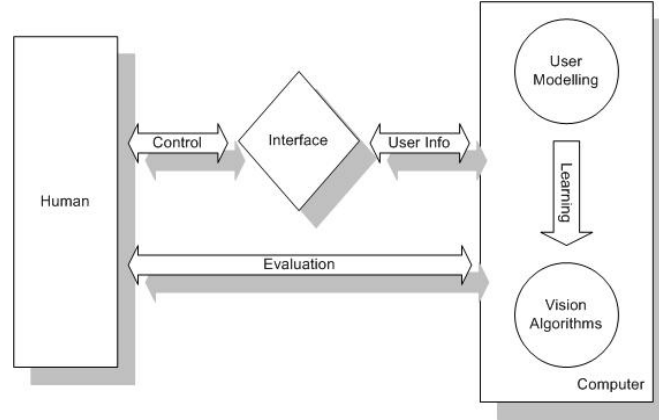 User
Modelling
Control
Interface
User Info
Human
Learning
Evaluation
Vision
Algorithms
Computer